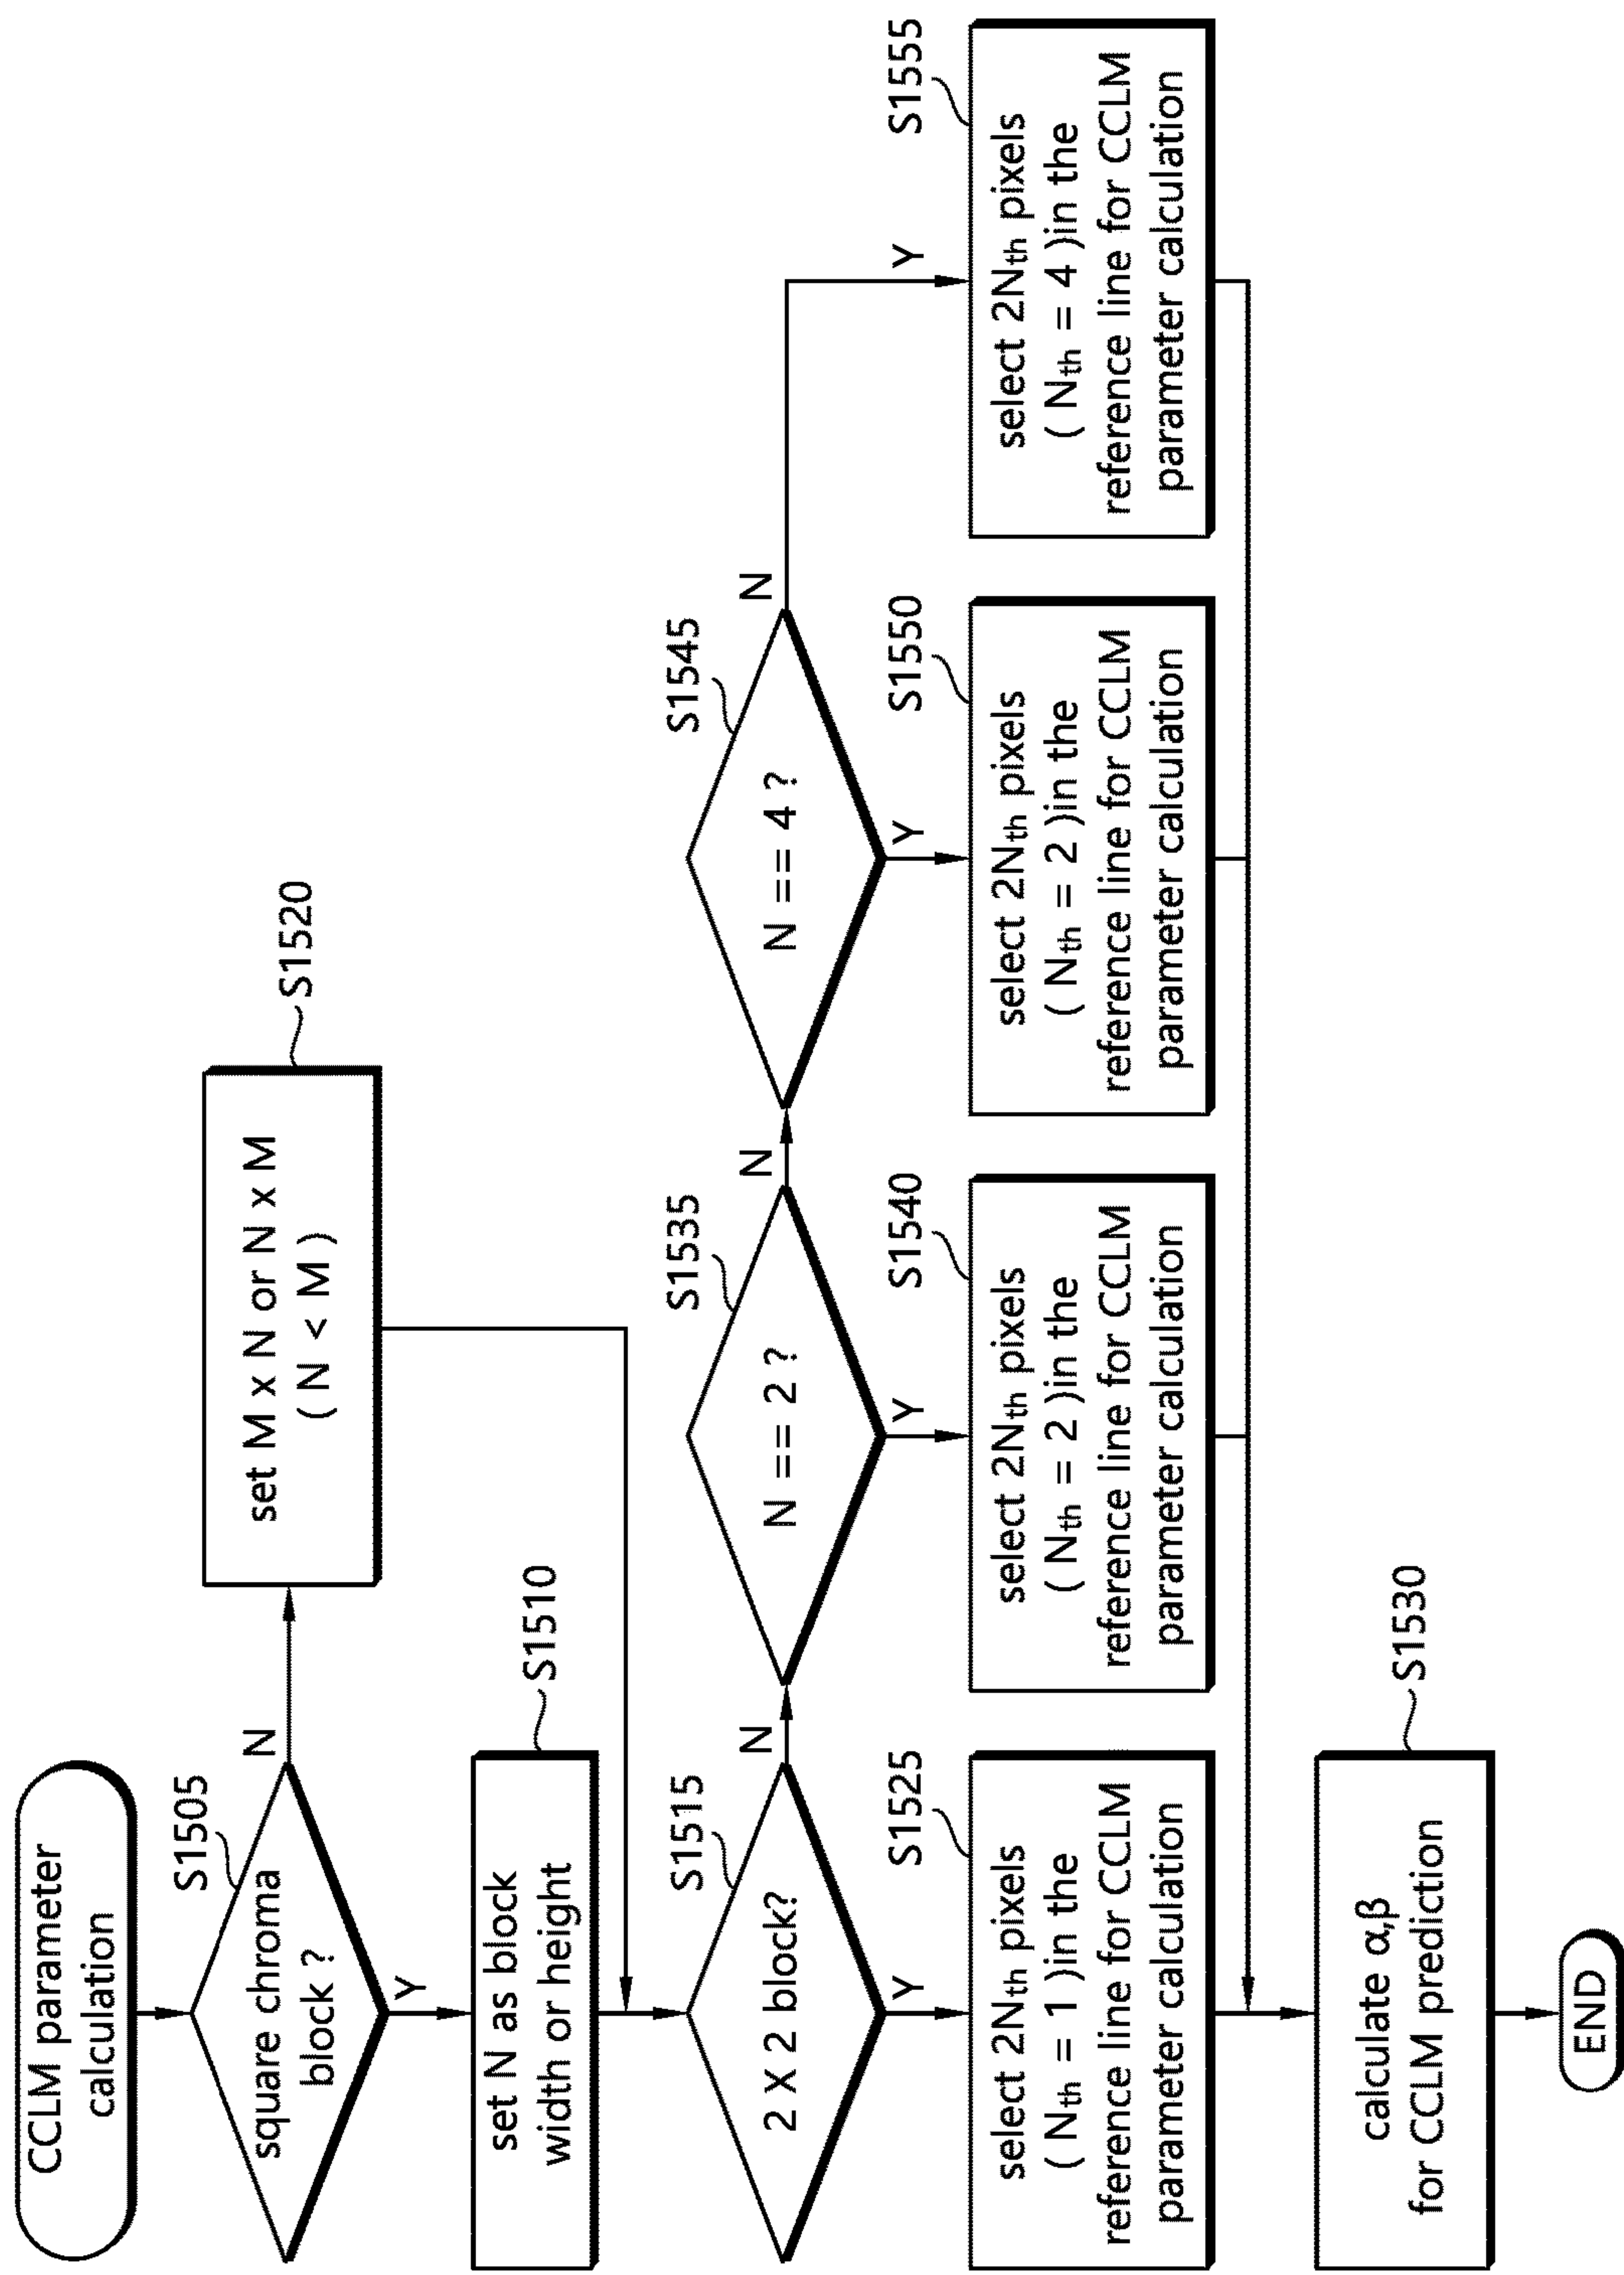 CCLM parameter
calculation
S1505
square chroma
block ?
N
Y
S1520
set M x N or N x M
( N < M )
S1510
set N as block
width or height
S1515
2 X 2 block?
N
Y
S1535
N == 2 ?
N
Y
S1545
N == 4 ?
N
Y
Y
S1525
select 2Nth pixels
( Nth = 1 )in the
reference line for CCLM
parameter calculation
S1540
select 2Nth pixels
( Nth = 2 )in the
reference line for CCLM
parameter calculation
S1550
select 2Nth pixels
( Nth = 2 )in the
reference line for CCLM
parameter calculation
S1555
select 2Nth pixels
( Nth = 4 )in the
reference line for CCLM
parameter calculation
S1530
calculate α,β
for CCLM prediction
END